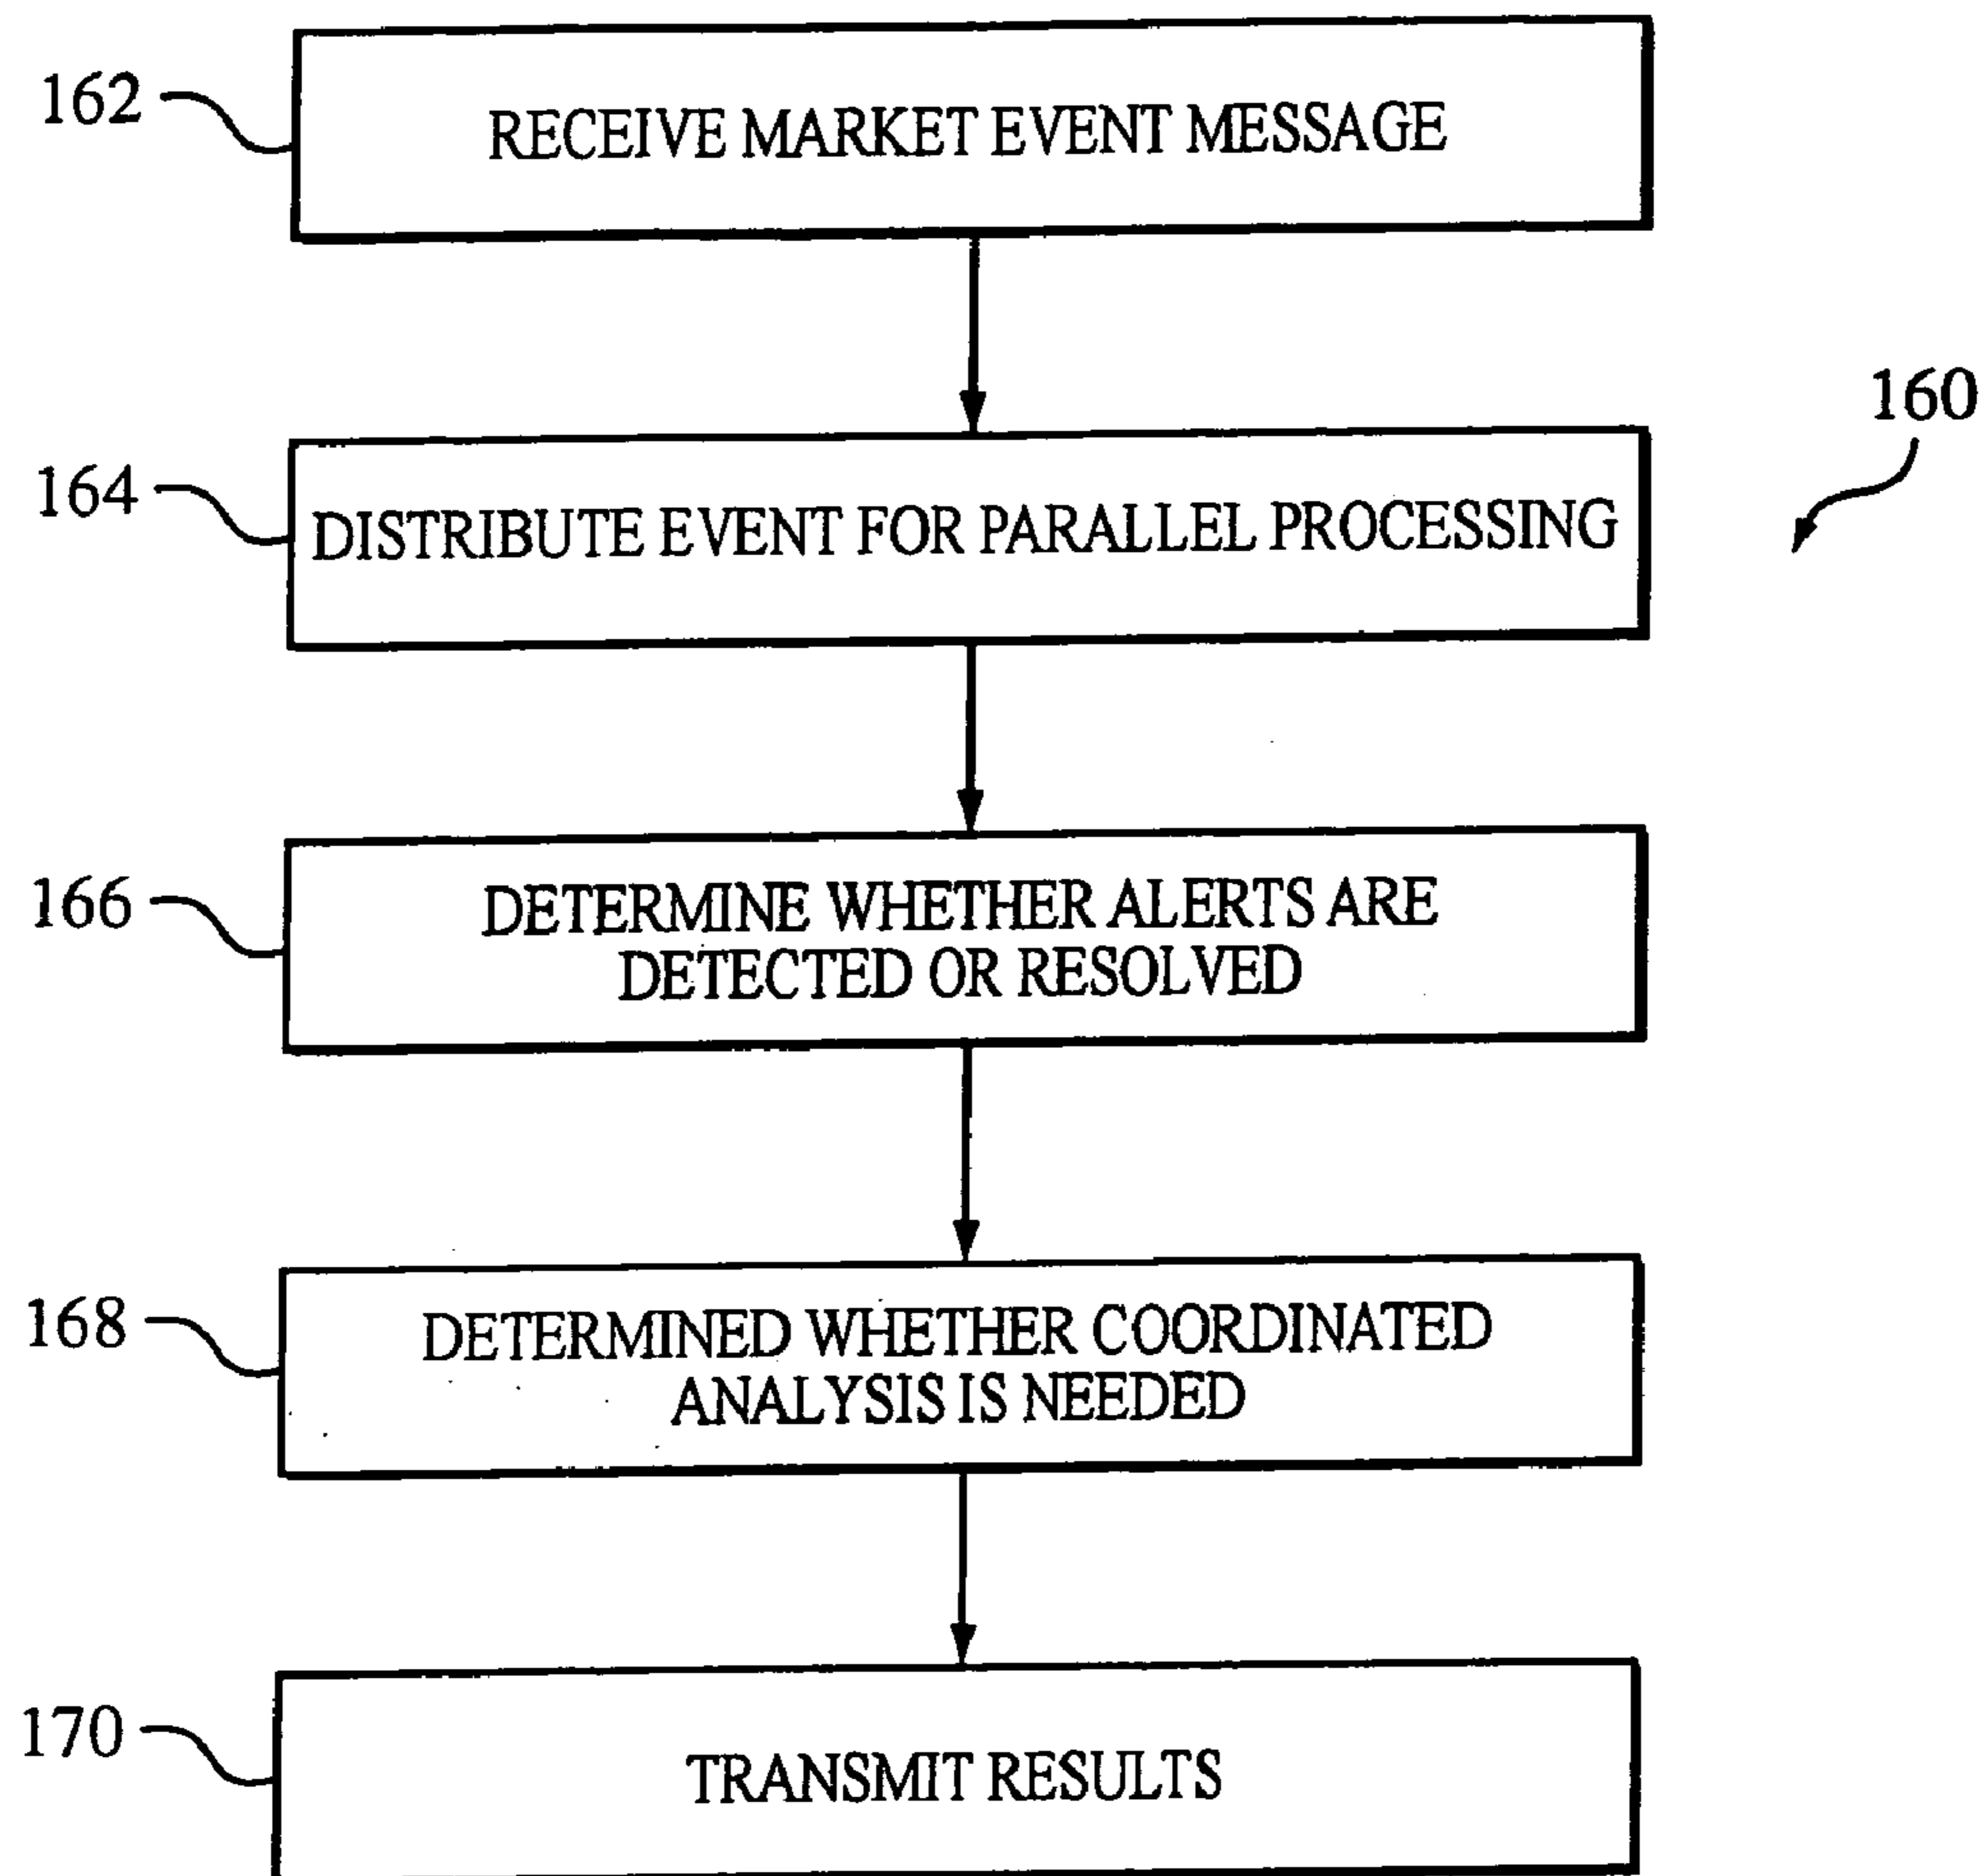 162
RECEIVE MARKET EVENT MESSAGE
160
164
DISTRIBUTE EVENT FOR PARALLEL PROCESSING
166
DETERMINE WHETHER ALERTS ARE
DETECTED OR RESOLVED
168
DETERMINED WHETHER COORDINATED
ANALYSIS IS NEEDED
170
TRANSMIT RESULTS